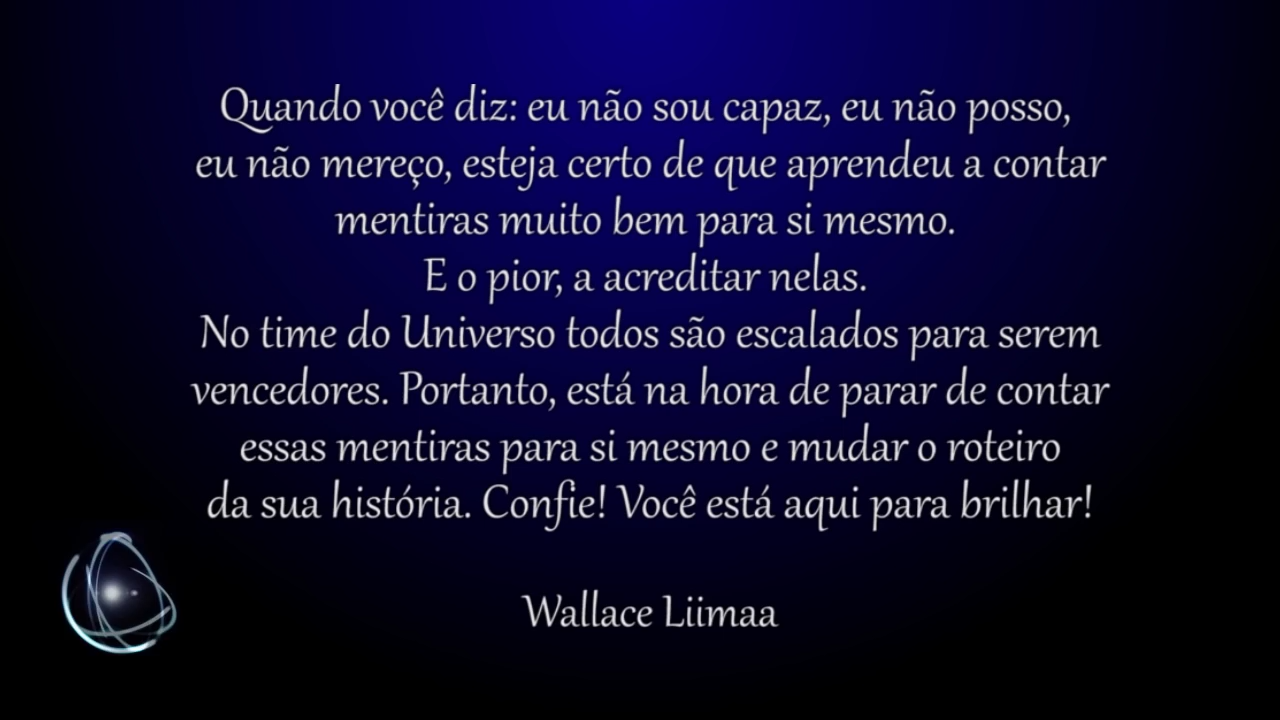 Quando você diz: eu não sou capaz, eu não posso,
eu não mereço, esteja certo de que aprendeu a contar
mentiras muito bem para si mesmo.
E o pior, a acreditar nelas.
No time do Universo todos são escalados para serem
vencedores. Portanto, está na hora de parar de contar
essas mentiras para si mesmo e mudar o roteiro
da sua história. Confie! Você está aqui para brilhar!
Wallace Liimaa